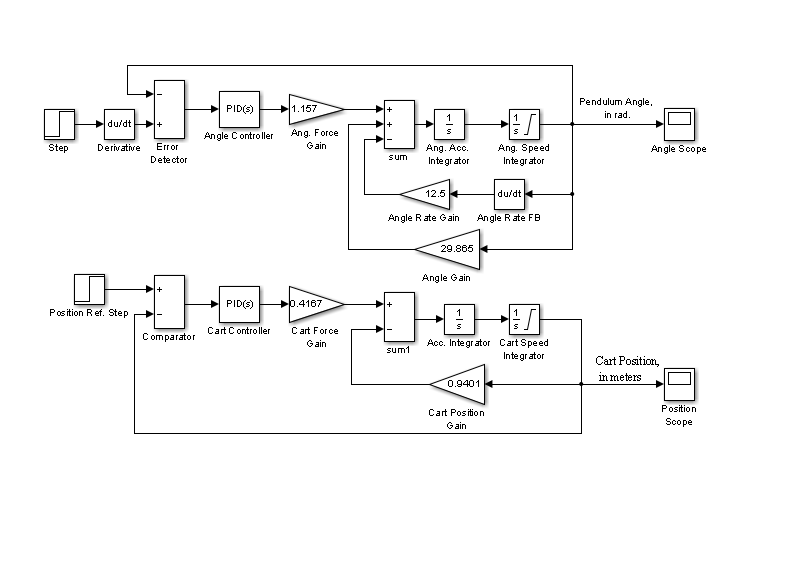 Pendulum Angle,
in rad.
−
+
Step
du/dt
Derivative
Error
Detector
PID(s)
Angle Controller
1.157
Ang. Force
Gain
+
+
−
sum
1
s
Ang. Acc.
Integrator
1
s
Ang. Speed
Integrator
Angle Scope
12.5
Angle Rate Gain
du/dt
Angle Rate FB
29.865
Angle Gain
Position Ref. Step
+
−
Comparator
PID(s)
Cart Controller
0.4167
Cart Force
Gain
+
−
sum1
1
s
Acc. Integrator
1
s
Cart Speed
Integrator
Cart Position,
in meters
0.9401
Cart Position
Gain
Position
Scope